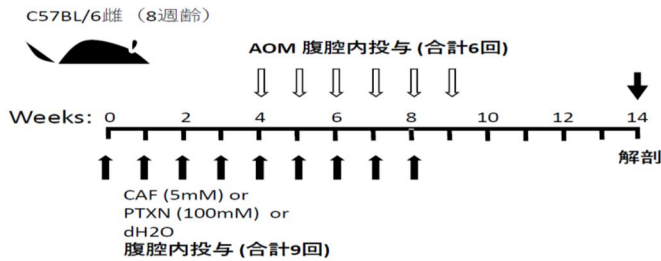 C57BL/6雌 (8週齢)
AOM 腹腔内投与 (合計6回)
Weeks: 0 2 4 6 8 10 12 14
解剖
CAF (5mM) or
PTXN (100mM) or
dH2O
腹腔内投与 (合計9回)